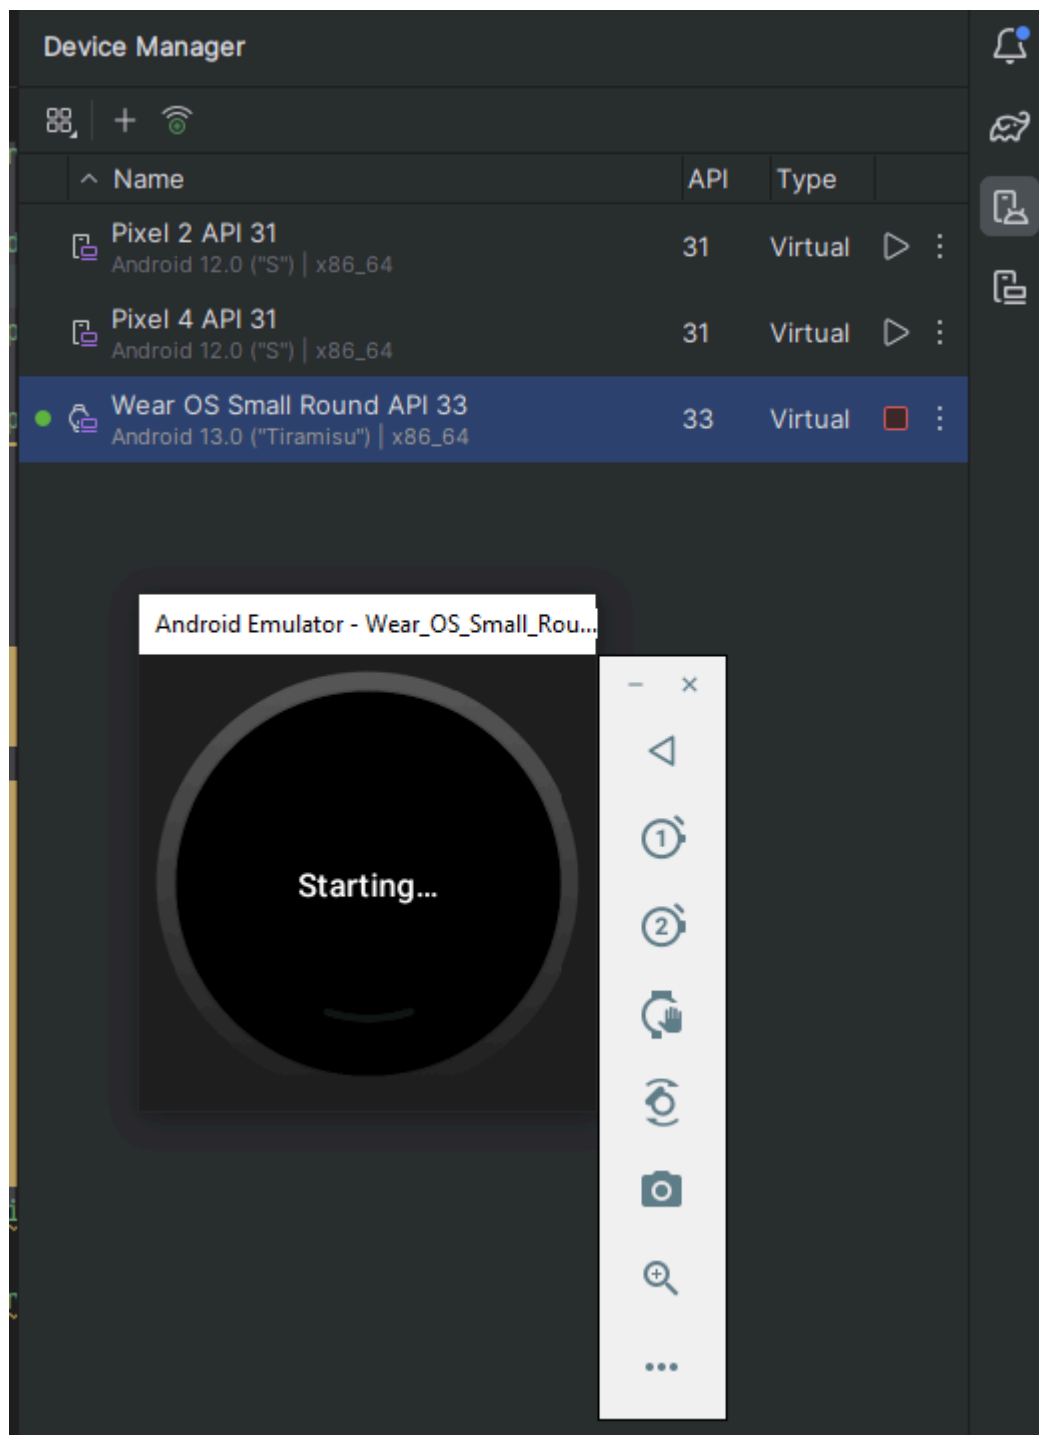 Device Manager
Name API Type
Pixel 2 API 31
Android 12.0 ("S") | x86_64
31 Virtual
Pixel 4 API 31
Android 12.0 ("S") | x86_64
31 Virtual
Wear OS Small Round API 33
Android 13.0 ("Tiramisu") | x86_64
33 Virtual
Android Emulator - Wear_OS_Small_Rou...
Starting...
1
2